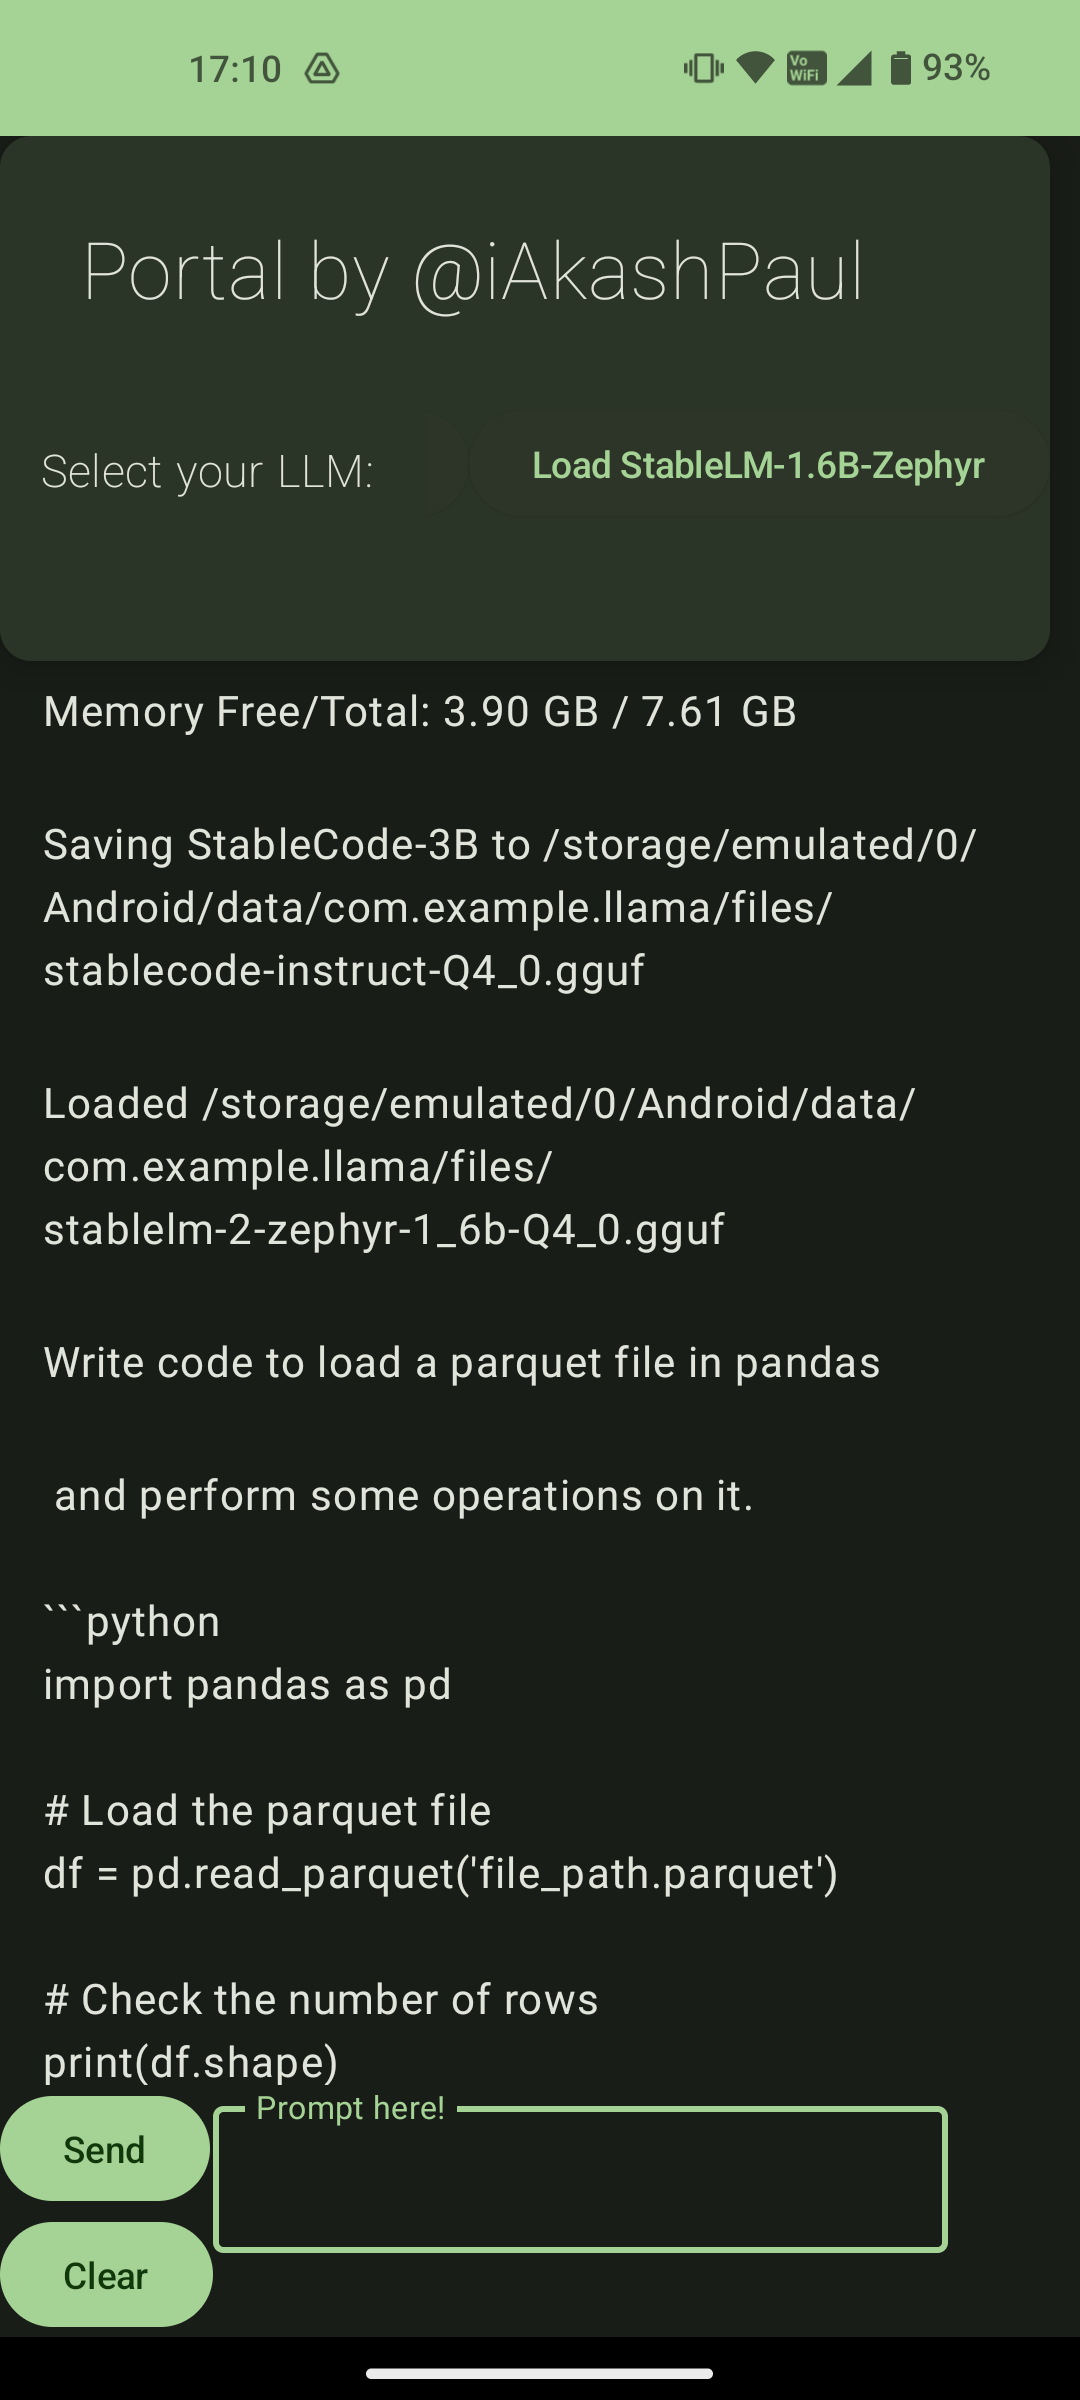 17:10
Vo WiFi
93%
Portal by @iAkashPaul
Select your LLM:
Load StableLM-1.6B-Zephyr
Memory Free/Total: 3.90 GB / 7.61 GB
Saving StableCode-3B to /storage/emulated/0/
Android/data/com.example.llama/files/
stablecode-instruct-Q4_0.gguf
Loaded /storage/emulated/0/Android/data/
com.example.llama/files/
stablelm-2-zephyr-1_6b-Q4_0.gguf
Write code to load a parquet file in pandas
and perform some operations on it.
```python
import pandas as pd
# Load the parquet file
df = pd.read_parquet('file_path.parquet')
# Check the number of rows
print(df.shape)
Send
Prompt here!
Clear